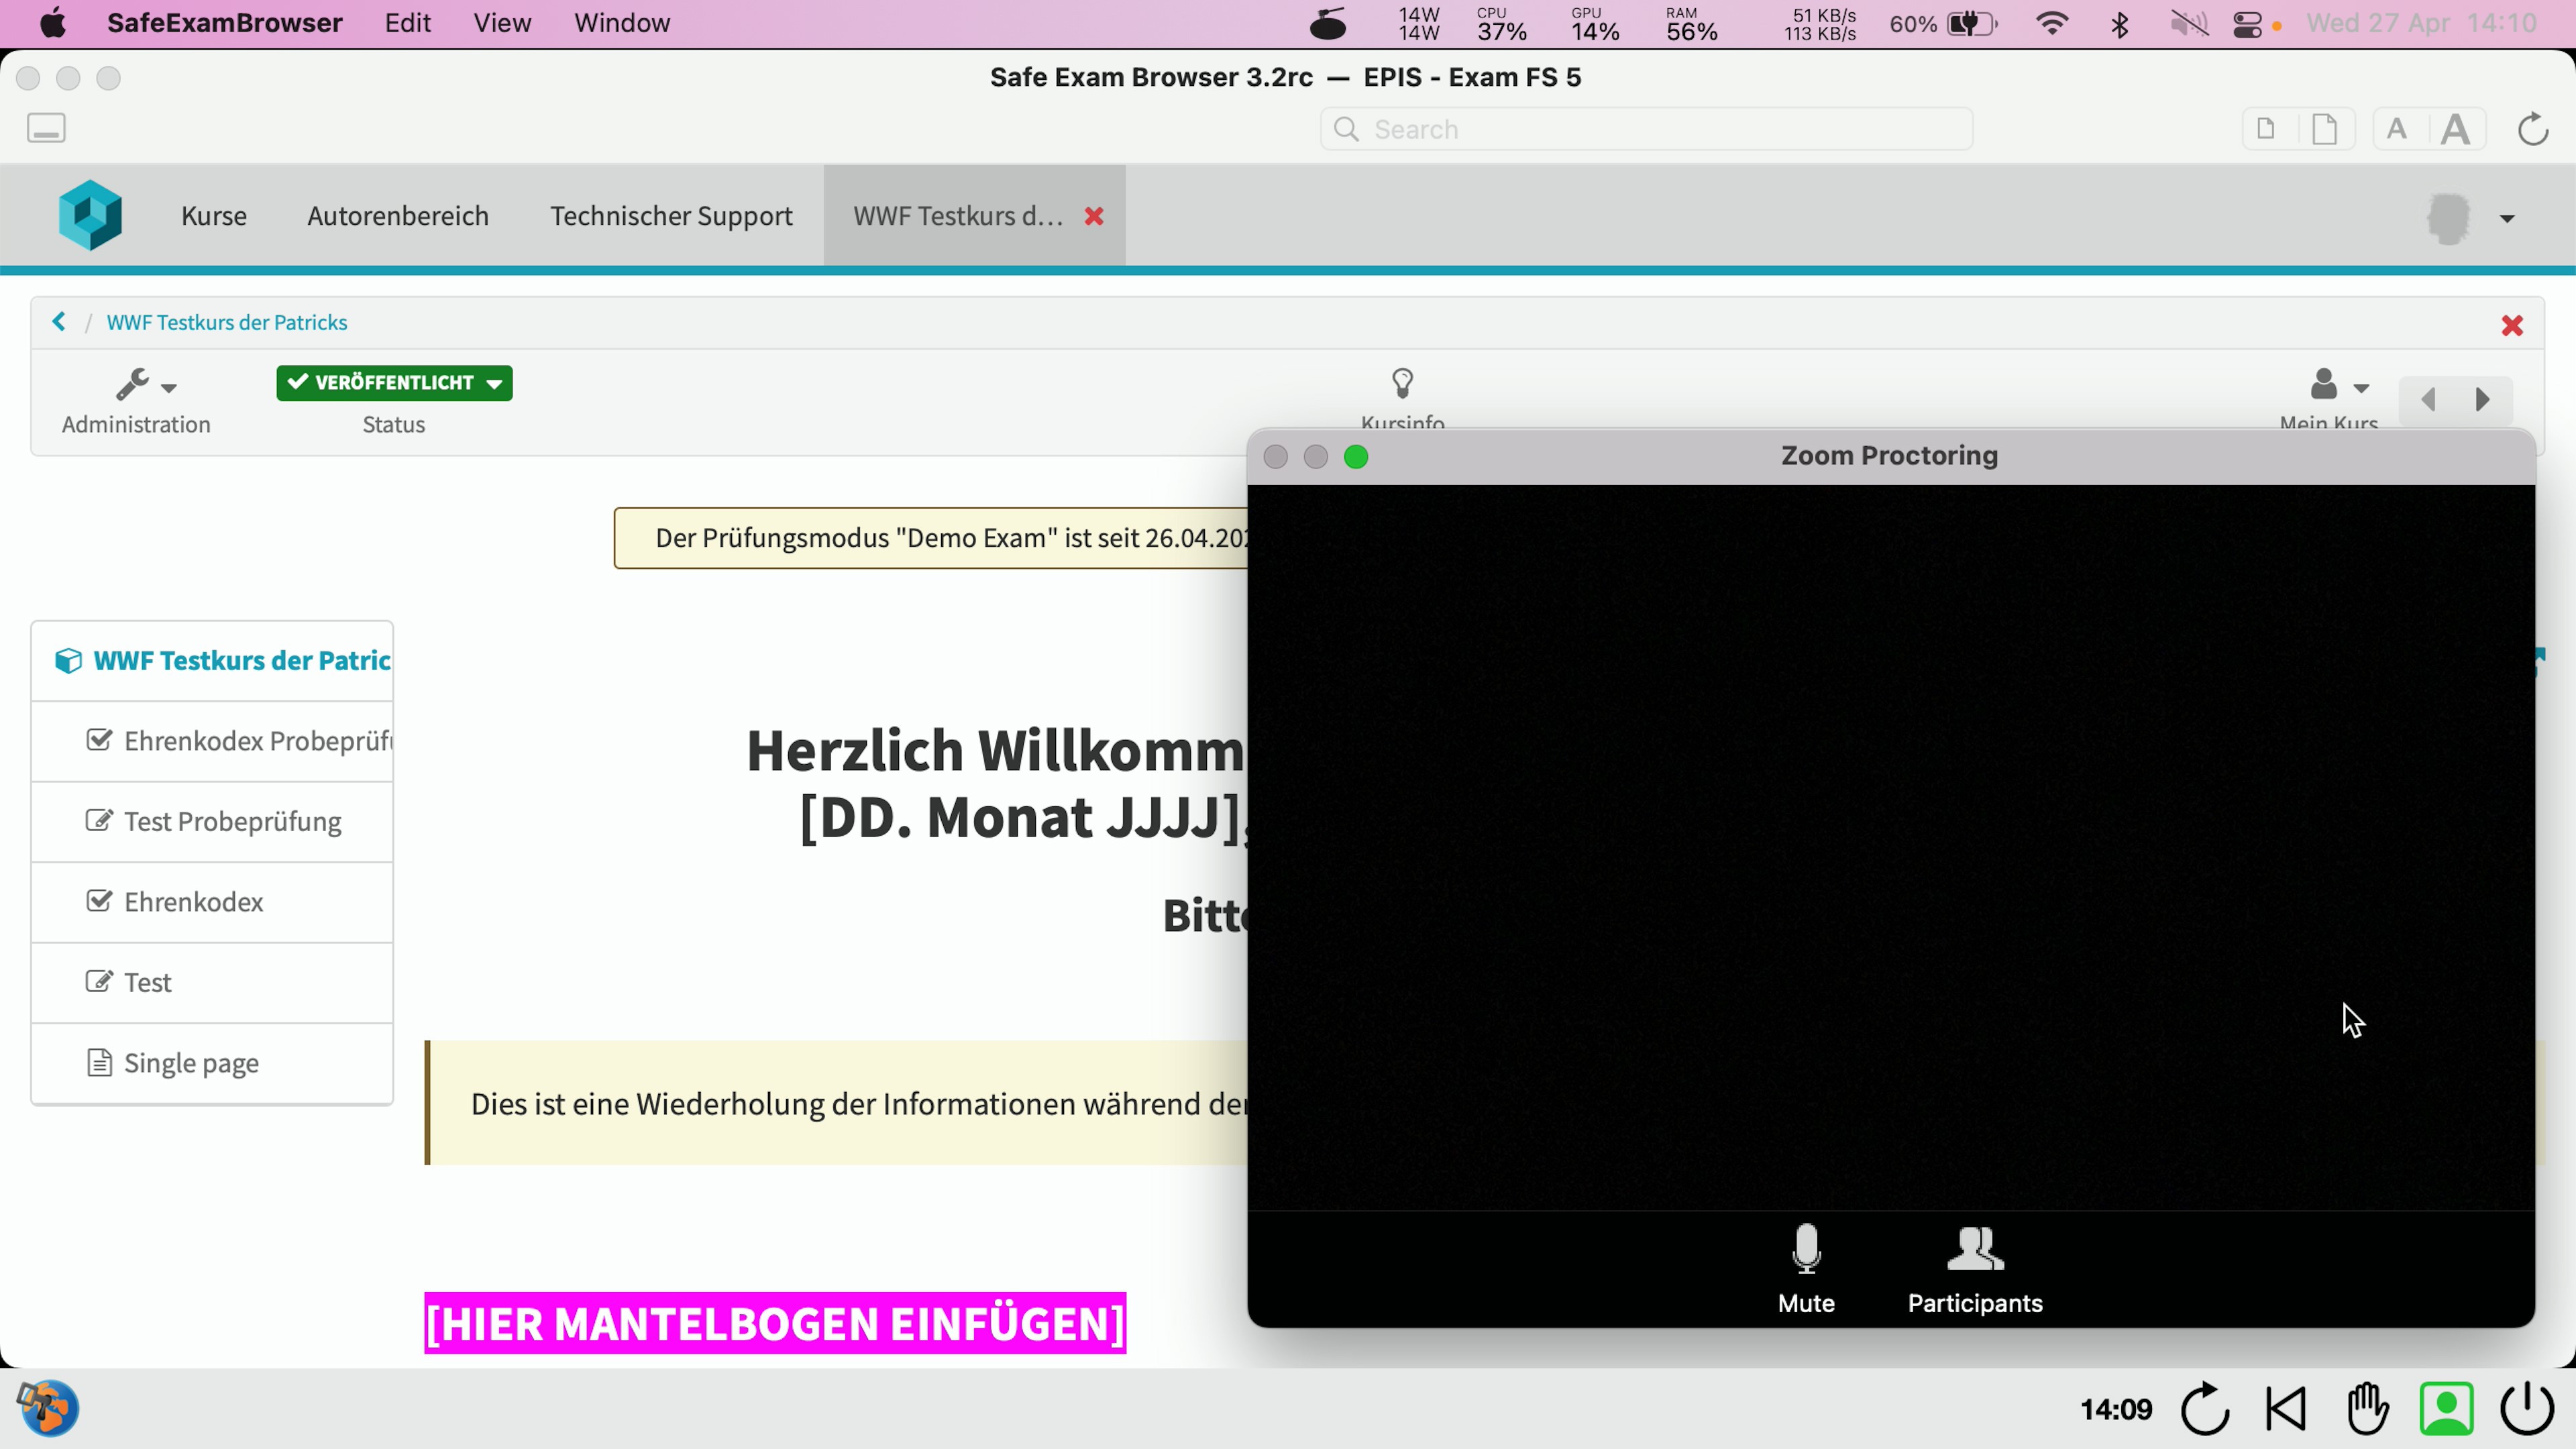 SafeExamBrowser Edit View Window 14W 14W CPU 37% GPU 14% RAM 56% 51 KB/s 113 KB/s 60% Wed 27 Apr 14:10
Safe Exam Browser 3.2rc — EPIS - Exam FS 5
Search A A
Kurse Autorenbereich Technischer Support WWF Testkurs d...
/ WWF Testkurs der Patricks
VERÖFFENTLICHT
Administration Status Kursinfo Mein Kurs
Zoom Proctoring
Der Prüfungsmodus "Demo Exam" ist seit 26.04.202
WWF Testkurs der Patric
Ehrenkodex Probeprüf
Test Probeprüfung
Ehrenkodex
Test
Single page
Herzlich Willkomm
[DD. Monat JJJJ],
Bitte
Dies ist eine Wiederholung der Informationen während der
[HIER MANTELBOGEN EINFÜGEN]
Mute Participants
14:09